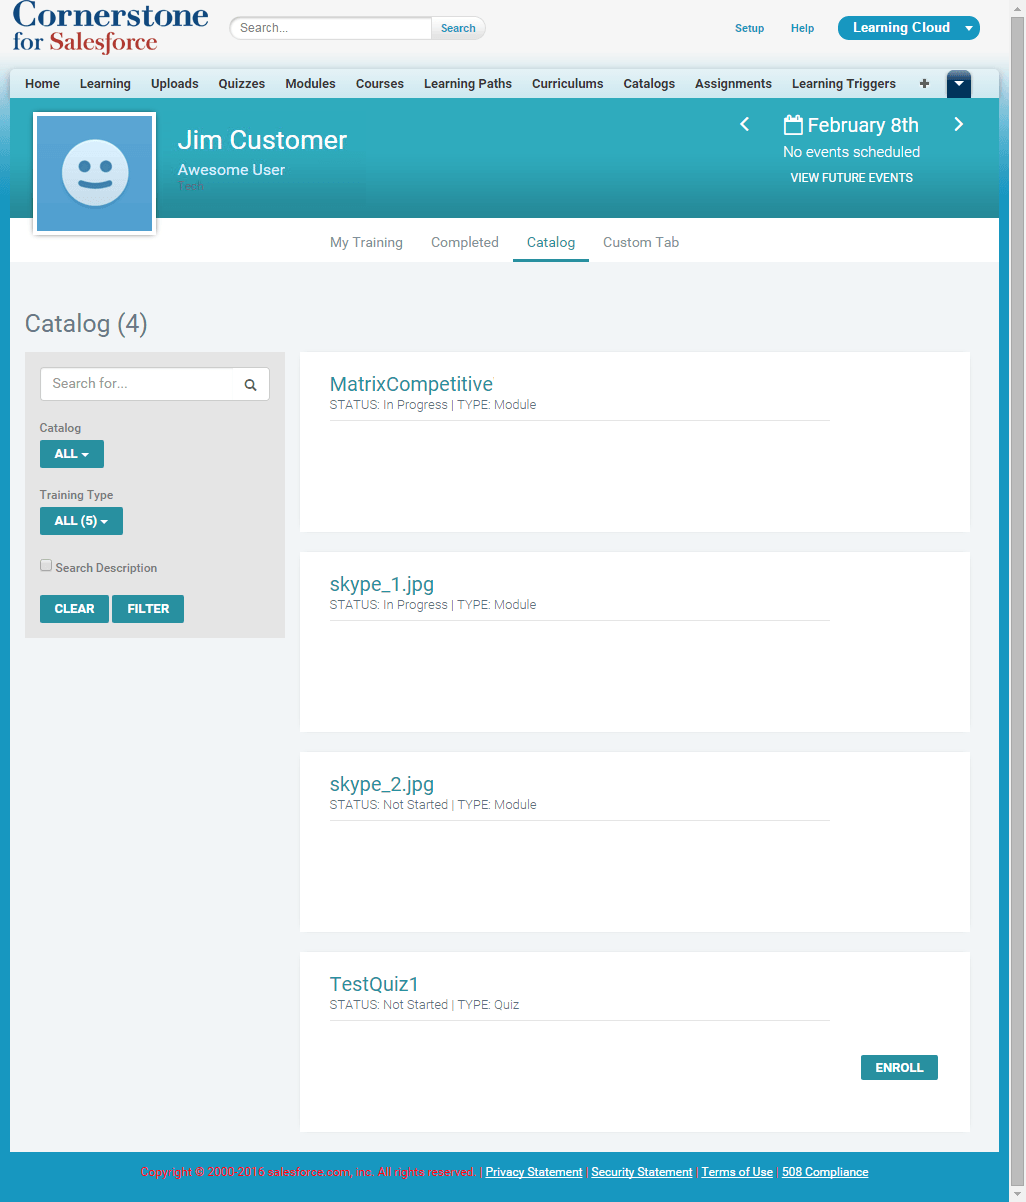 Cornerstone
for Salesforce
Search...
Search
Setup
Help
Learning Cloud
Home Learning Uploads Quizzes Modules Courses Learning Paths Curriculums Catalogs Assignments Learning Triggers +
Jim Customer
Awesome User
Tech
February 8th
No events scheduled
VIEW FUTURE EVENTS
My Training Completed Catalog Custom Tab
Catalog (4)
Search for...
Catalog
ALL
Training Type
ALL (5)
Search Description
CLEAR FILTER
MatrixCompetitive
STATUS: In Progress | TYPE: Module
skype_1.jpg
STATUS: In Progress | TYPE: Module
skype_2.jpg
STATUS: Not Started | TYPE: Module
TestQuiz1
STATUS: Not Started | TYPE: Quiz
ENROLL
Copyright © 2000-2016 salesforce.com, inc. All rights reserved. | Privacy Statement | Security Statement | Terms of Use | 508 Compliance